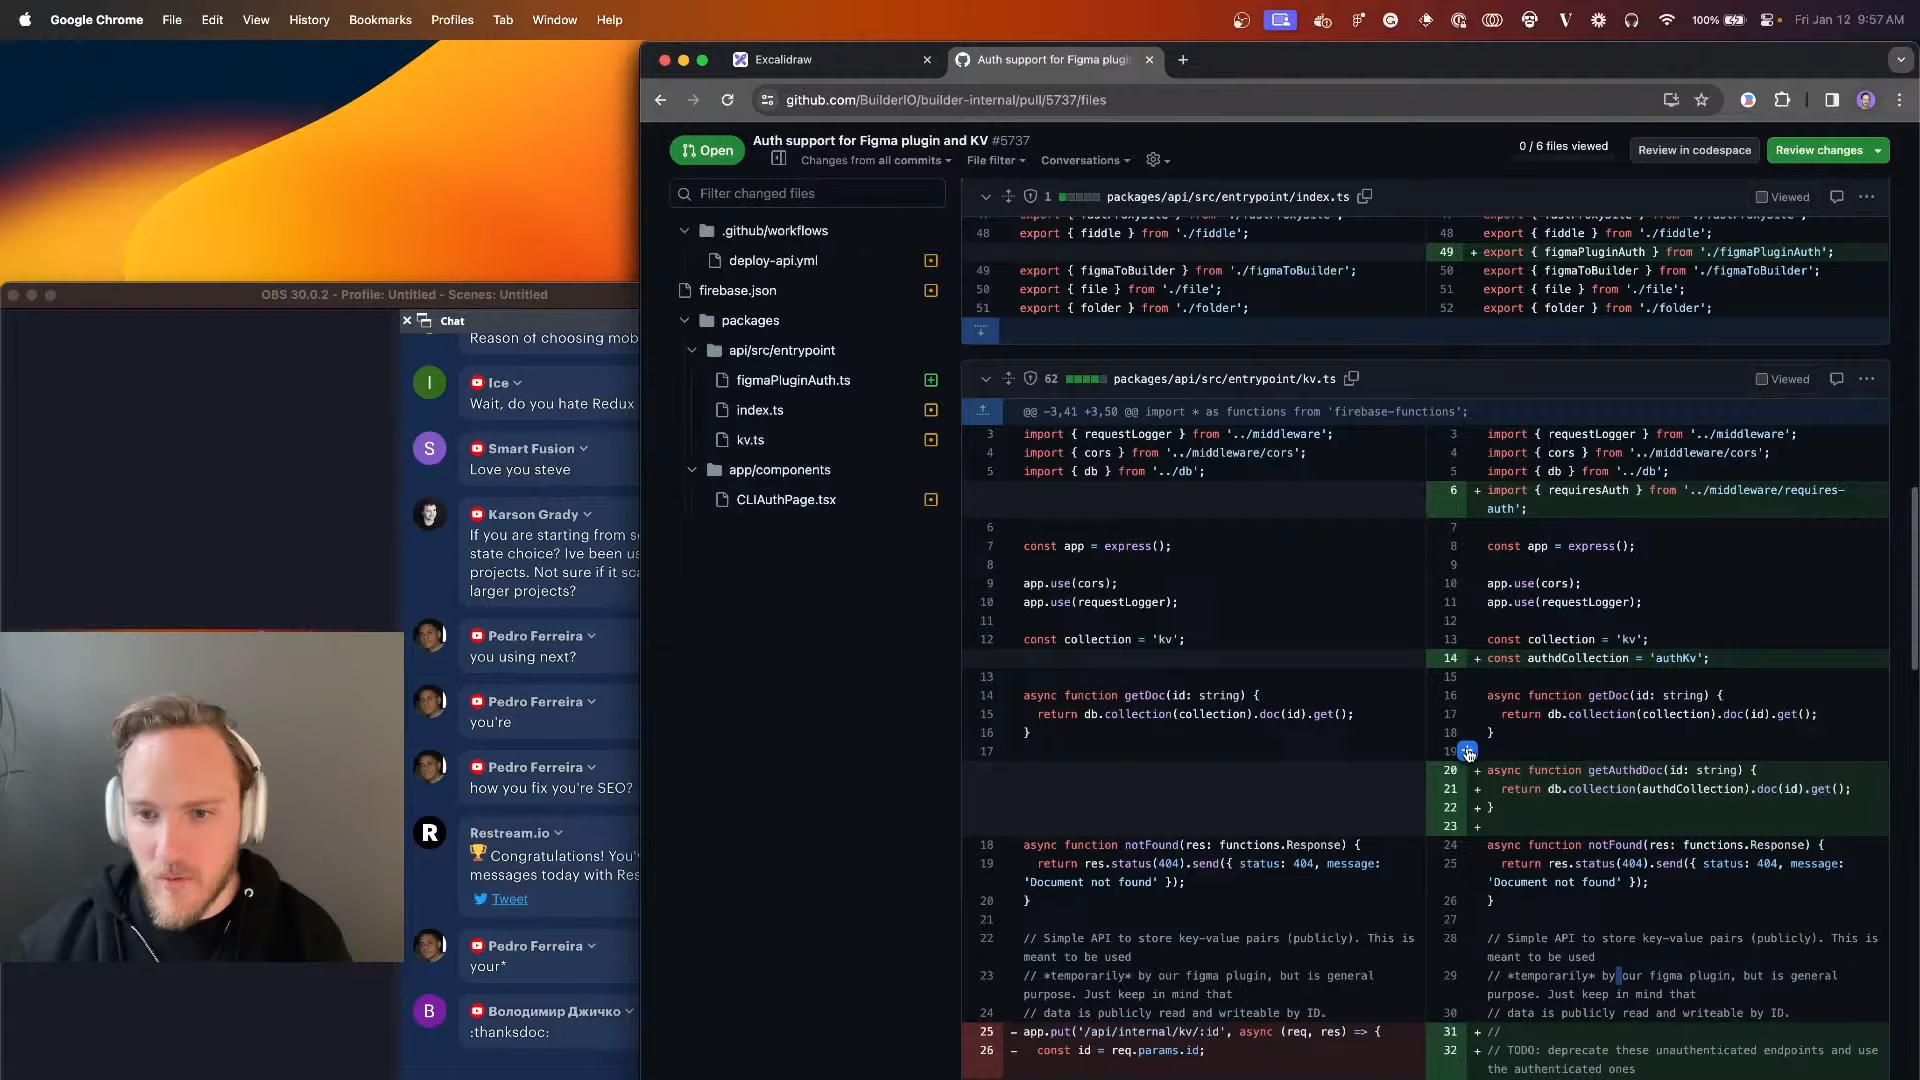 Google Chrome File Edit View History Bookmarks Profiles Tab Window Help
100% Fri Jan 12 9:57 AM
Excalidraw
Auth support for Figma plugi
github.com/BuilderIO/builder-internal/pull/5737/files
Open
Auth support for Figma plugin and KV #5737
Changes from all commits
File filter
Conversations
0 / 6 files viewed
Review in codespace
Review changes
Filter changed files
.github/workflows
deploy-api.yml
firebase.json
packages
api/src/entrypoint
figmaPluginAuth.ts
index.ts
kv.ts
app/components
CLIAuthPage.tsx
OBS 30.0.2 - Profile: Untitled - Scenes: Untitled
Chat
Reason of choosing mob
I
Ice
Wait, do you hate Redux
S
Smart Fusion
Love you steve
Karson Grady
If you are starting from s
state choice? Ive been us
projects. Not sure if it sca
larger projects?
Pedro Ferreira
you using next?
Pedro Ferreira
you're
Pedro Ferreira
how you fix you're SEO?
R
Restream.io
Congratulations! You'
messages today with Res
Tweet
Pedro Ferreira
your*
В
Володимир Джичко
:thanksdoc:
1 packages/api/src/entrypoint/index.ts
Viewed
48 export { fiddle } from './fiddle';
49 export { figmaToBuilder } from './figmaToBuilder';
50 export { file } from './file';
51 export { folder } from './folder';
48 export { fiddle } from './fiddle';
49 + export { figmaPluginAuth } from './figmaPluginAuth';
50 export { figmaToBuilder } from './figmaToBuilder';
51 export { file } from './file';
52 export { folder } from './folder';
62 packages/api/src/entrypoint/kv.ts
Viewed
@@ -3,41 +3,50 @@ import * as functions from 'firebase-functions';
3 import { requestLogger } from '../middleware';
4 import { cors } from '../middleware/cors';
5 import { db } from '../db';
6
7 const app = express();
8
9 app.use(cors);
10 app.use(requestLogger);
11
12 const collection = 'kv';
13
14 async function getDoc(id: string) {
15 return db.collection(collection).doc(id).get();
16 }
17
18 async function notFound(res: functions.Response) {
19 return res.status(404).send({ status: 404, message:
'Document not found' });
20 }
21
22 // Simple API to store key-value pairs (publicly). This is
meant to be used
23 // *temporarily* by our figma plugin, but is general
purpose. Just keep in mind that
24 // data is publicly read and writeable by ID.
25 - app.put('/api/internal/kv/:id', async (req, res) => {
26 - const id = req.params.id;
3 import { requestLogger } from '../middleware';
4 import { cors } from '../middleware/cors';
5 import { db } from '../db';
6 + import { requiresAuth } from '../middleware/requires-
auth';
7
8 const app = express();
9
10 app.use(cors);
11 app.use(requestLogger);
12
13 const collection = 'kv';
14 + const authdCollection = 'authKv';
15
16 async function getDoc(id: string) {
17 return db.collection(collection).doc(id).get();
18 }
19
20 + async function getAuthdDoc(id: string) {
21 + return db.collection(authdCollection).doc(id).get();
22 + }
23 +
24 async function notFound(res: functions.Response) {
25 return res.status(404).send({ status: 404, message:
'Document not found' });
26 }
27
28 // Simple API to store key-value pairs (publicly). This is
meant to be used
29 // *temporarily* by our figma plugin, but is general
purpose. Just keep in mind that
30 // data is publicly read and writeable by ID.
31 + //
32 + // TODO: deprecate these unauthenticated endpoints and use
the authenticated ones